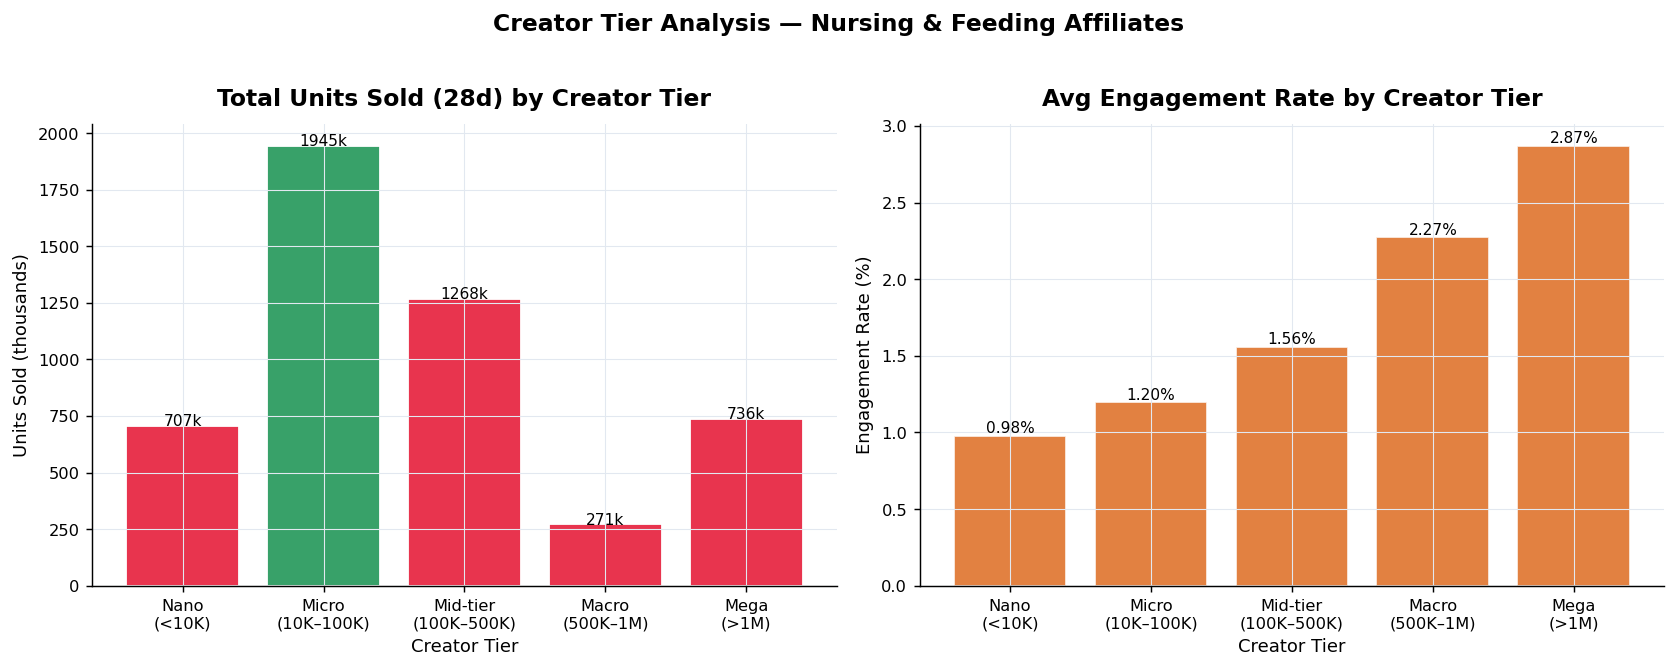 Creator Tier Analysis — Nursing & Feeding Affiliates
Total Units Sold (28d) by Creator Tier
Units Sold (thousands)
2000
1750
1500
1250
1000
750
500
250
0
707k
1945k
1268k
271k
736k
Nano
(<10K)
Micro
(10K–100K)
Mid-tier
(100K–500K)
Macro
(500K–1M)
Mega
(>1M)
Creator Tier
Avg Engagement Rate by Creator Tier
Engagement Rate (%)
3.0
2.5
2.0
1.5
1.0
0.5
0.0
0.98%
1.20%
1.56%
2.27%
2.87%
Nano
(<10K)
Micro
(10K–100K)
Mid-tier
(100K–500K)
Macro
(500K–1M)
Mega
(>1M)
Creator Tier